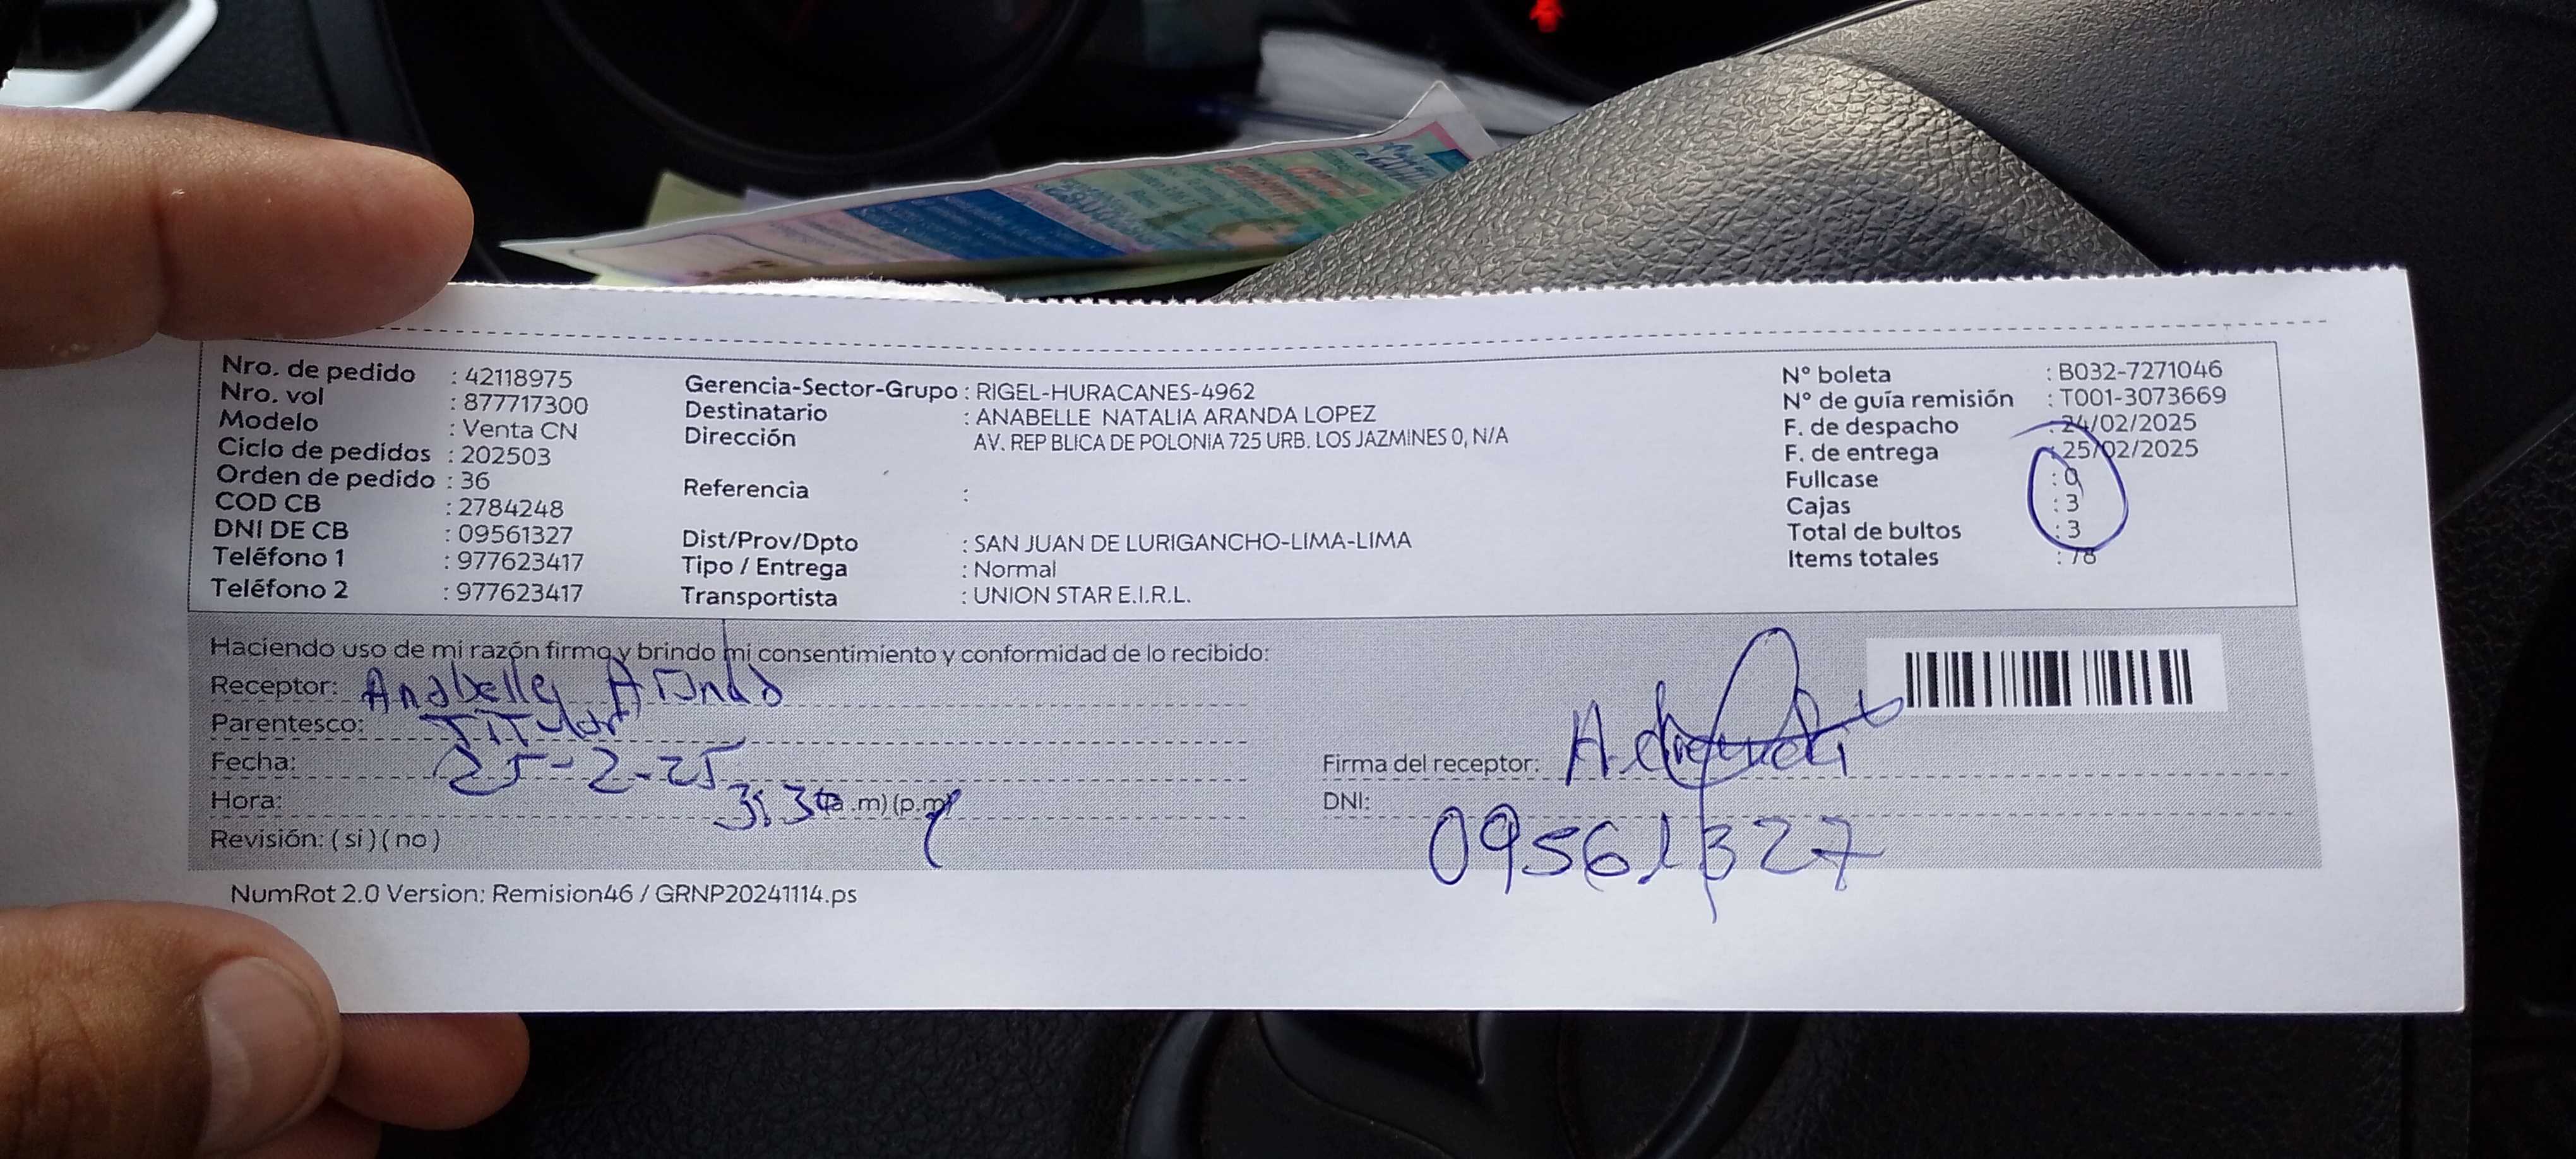 Nro. de pedido : 42118975
Nro. vol : 877717300
Modelo : Venta CN
Ciclo de pedidos : 202503
Orden de pedido : 36
COD CB : 2784248
DNI DE CB : 09561327
Teléfono 1 : 977623417
Teléfono 2 : 977623417
Gerencia-Sector-Grupo : RIGEL-HURACANES-4962
Destinatario : ANABELLE NATALIA ARANDA LOPEZ
Dirección AV. REP BLICA DE POLONIA 725 URB. LOS JAZMINES 0, N/A
Referencia :
Dist/Prov/Dpto : SAN JUAN DE LURIGANCHO-LIMA-LIMA
Tipo / Entrega : Normal
Transportista : UNION STAR E.I.R.L.
N° boleta : B032-7271046
N° de guía remisión : T001-3073669
F. de despacho : 24/02/2025
F. de entrega : 25/02/2025
Fullcase : 0
Cajas : 3
Total de bultos : 3
Items totales : 78
Haciendo uso de mi razón firmo y brindo mi consentimiento y conformidad de lo recibido:
Receptor: Anabelle Aranda
Parentesco: Titular
Fecha: 25-2-25
Hora: 3:30 (a.m) (p.m)
Revisión: ( si ) ( no )
Firma del receptor:
DNI: 09561327
NumRot 2.0 Version: Remision46 / GRNP20241114.ps